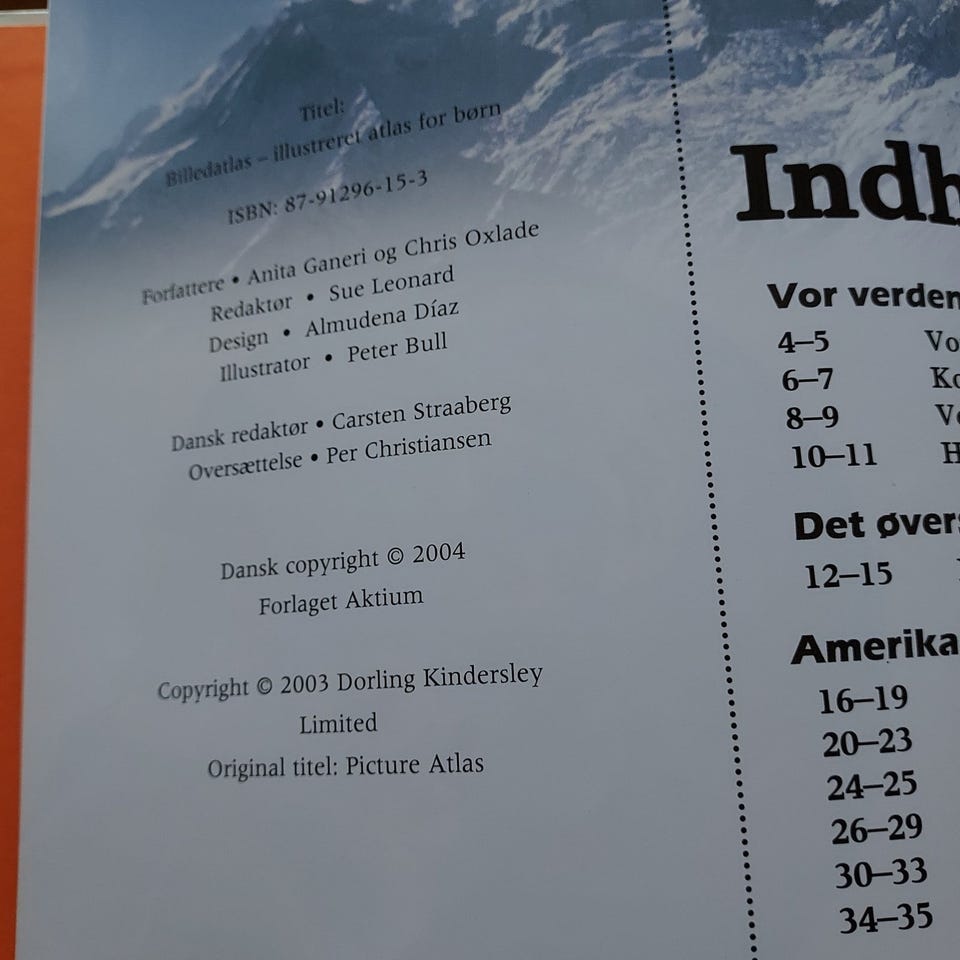 Titel:
Billedatlas – illustreret atlas for børn
ISBN: 87-91296-15-3
Forfattere • Anita Ganeri og Chris Oxlade
Redaktør • Sue Leonard
Design • Almudena Díaz
Illustrator • Peter Bull
Dansk redaktør • Carsten Straaberg
Oversættelse • Per Christiansen
Dansk copyright © 2004
Forlaget Aktium
Copyright © 2003 Dorling Kindersley
Limited
Original titel: Picture Atlas
Indh
Vor verden
4–5 Vo
6–7 Ko
8–9 Ve
10–11 H
Det øvers
12–15
Amerika
16–19
20–23
24–25
26–29
30–33
34–35